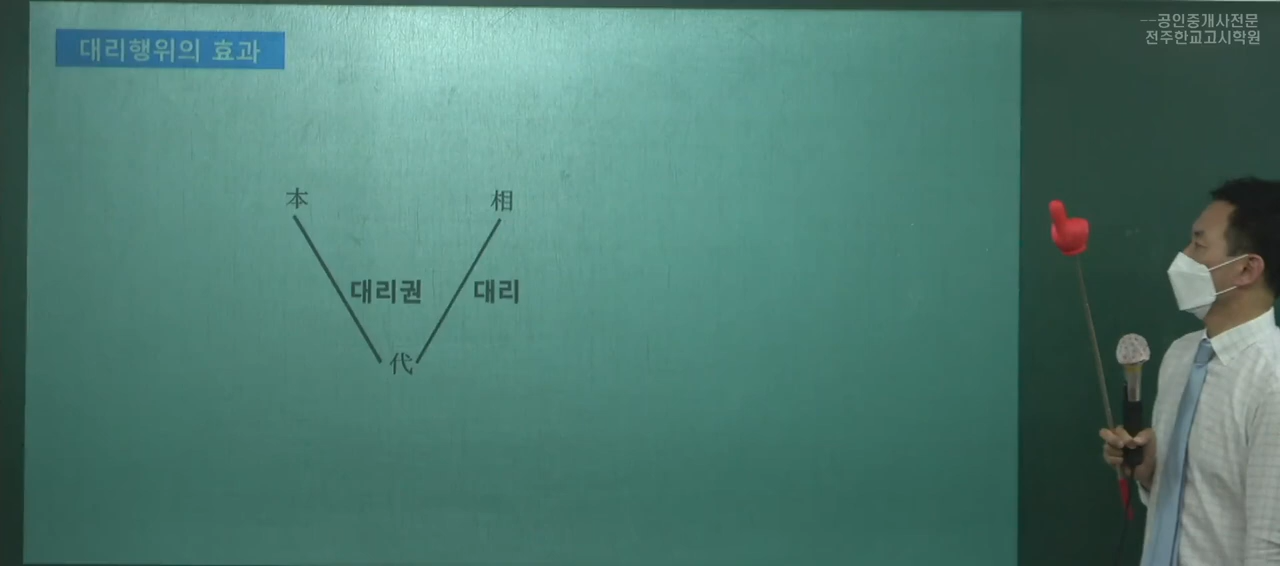 --공인중개사전문
전주한교고시학원
대리행위의 효과
本 相
대리권 대리
代